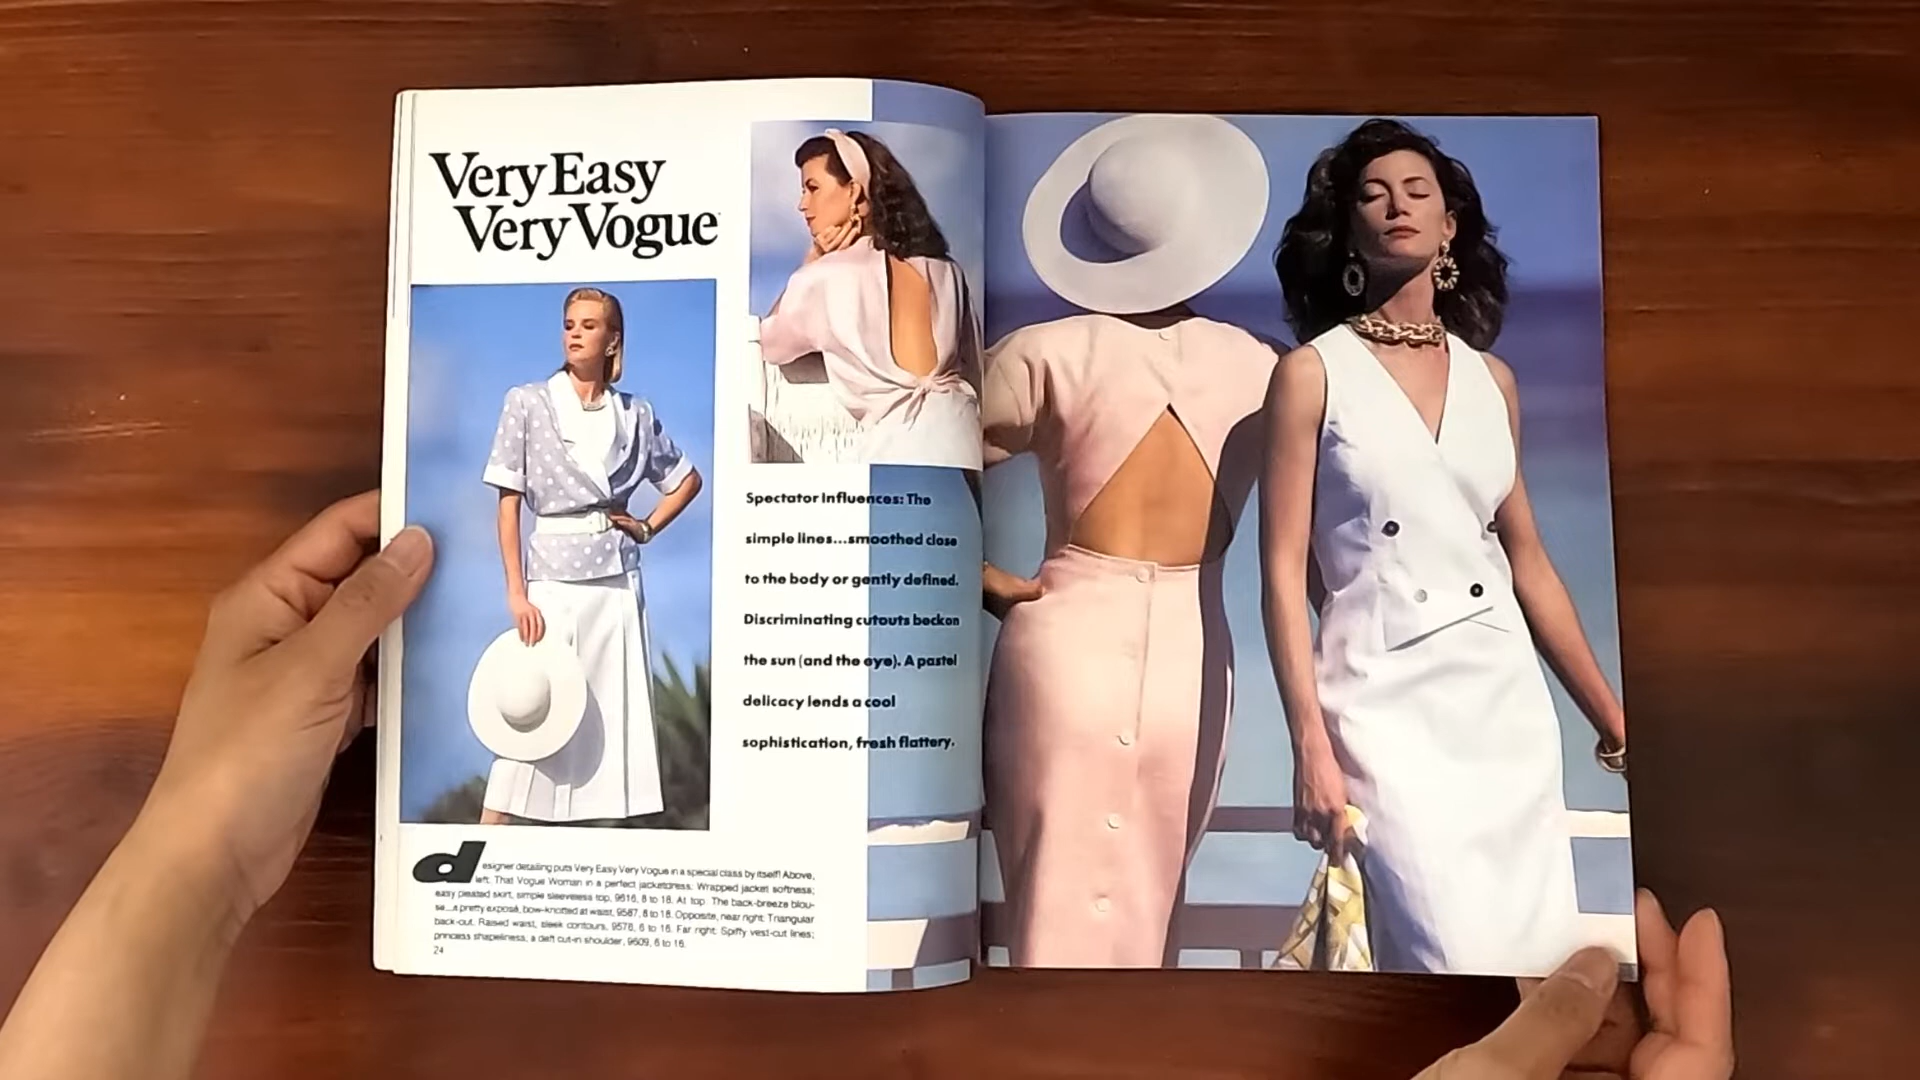 Very Easy
Very Vogue
Spectator Influences: The
simple lines...smoothed close
to the body or gently defined.
Discriminating cutouts beckon
the sun (and the eye). A pastel
delicacy lends a cool
sophistication, fresh flattery.
designer detailing puts Very Easy Very Vogue in a special class by itself! Above,
left: That Vogue Woman in a perfect jacketdress. Wrapped jacket softness;
easy pleated skirt, simple sleeveless top, 9616, 8 to 18. At top: The back-breeze blou-
se...a pretty exposé, bow-knotted at waist, 9587, 8 to 18. Opposite, near right: Triangular
back-out. Raised waist, sleek contours, 9576, 6 to 16. Far right: Spiffy vest-cut lines;
princess shapeliness, a deft cut-in shoulder, 9609, 6 to 16.
24